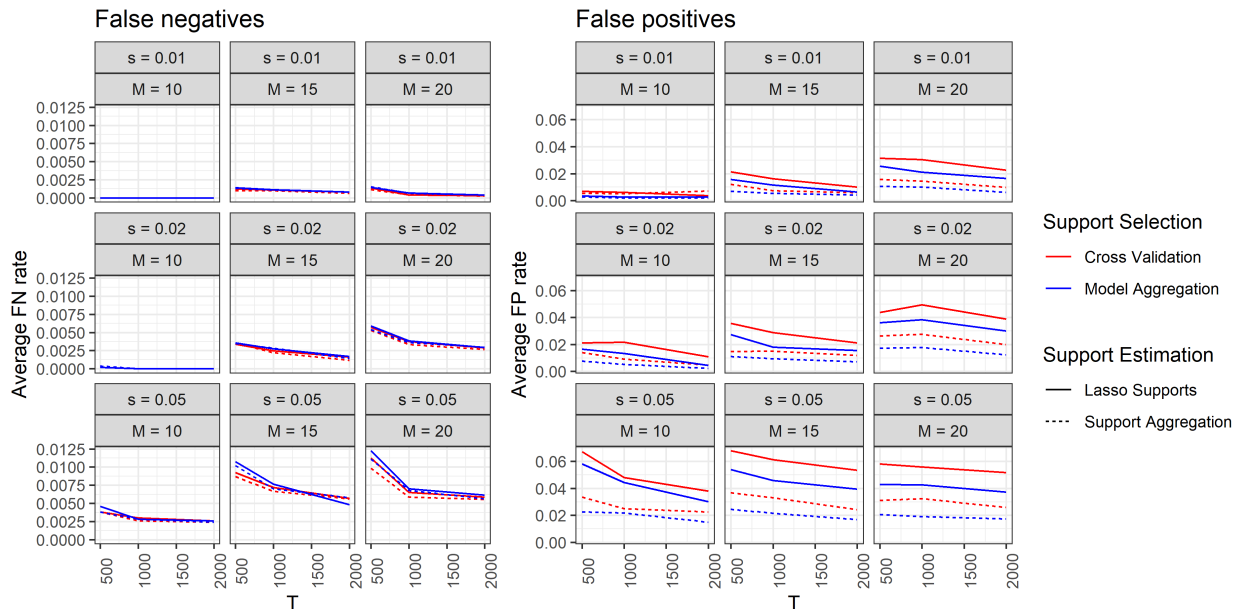 False negatives
s = 0.01 s = 0.01 s = 0.01
M = 10 M = 15 M = 20
0.0125
0.0100
0.0075
0.0050
0.0025
0.0000
s = 0.02 s = 0.02 s = 0.02
M = 10 M = 15 M = 20
0.0125
0.0100
0.0075
0.0050
0.0025
0.0000
s = 0.05 s = 0.05 s = 0.05
M = 10 M = 15 M = 20
0.0125
0.0100
0.0075
0.0050
0.0025
0.0000
500 1000 1500 2000 500 1000 1500 2000 500 1000 1500 2000
T
Average FN rate
False positives
s = 0.01 s = 0.01 s = 0.01
M = 10 M = 15 M = 20
0.06
0.04
0.02
0.00
s = 0.02 s = 0.02 s = 0.02
M = 10 M = 15 M = 20
0.06
0.04
0.02
0.00
s = 0.05 s = 0.05 s = 0.05
M = 10 M = 15 M = 20
0.06
0.04
0.02
0.00
500 1000 1500 2000 500 1000 1500 2000 500 1000 1500 2000
T
Average FP rate
Support Selection
Cross Validation
Model Aggregation
Support Estimation
Lasso Supports
Support Aggregation